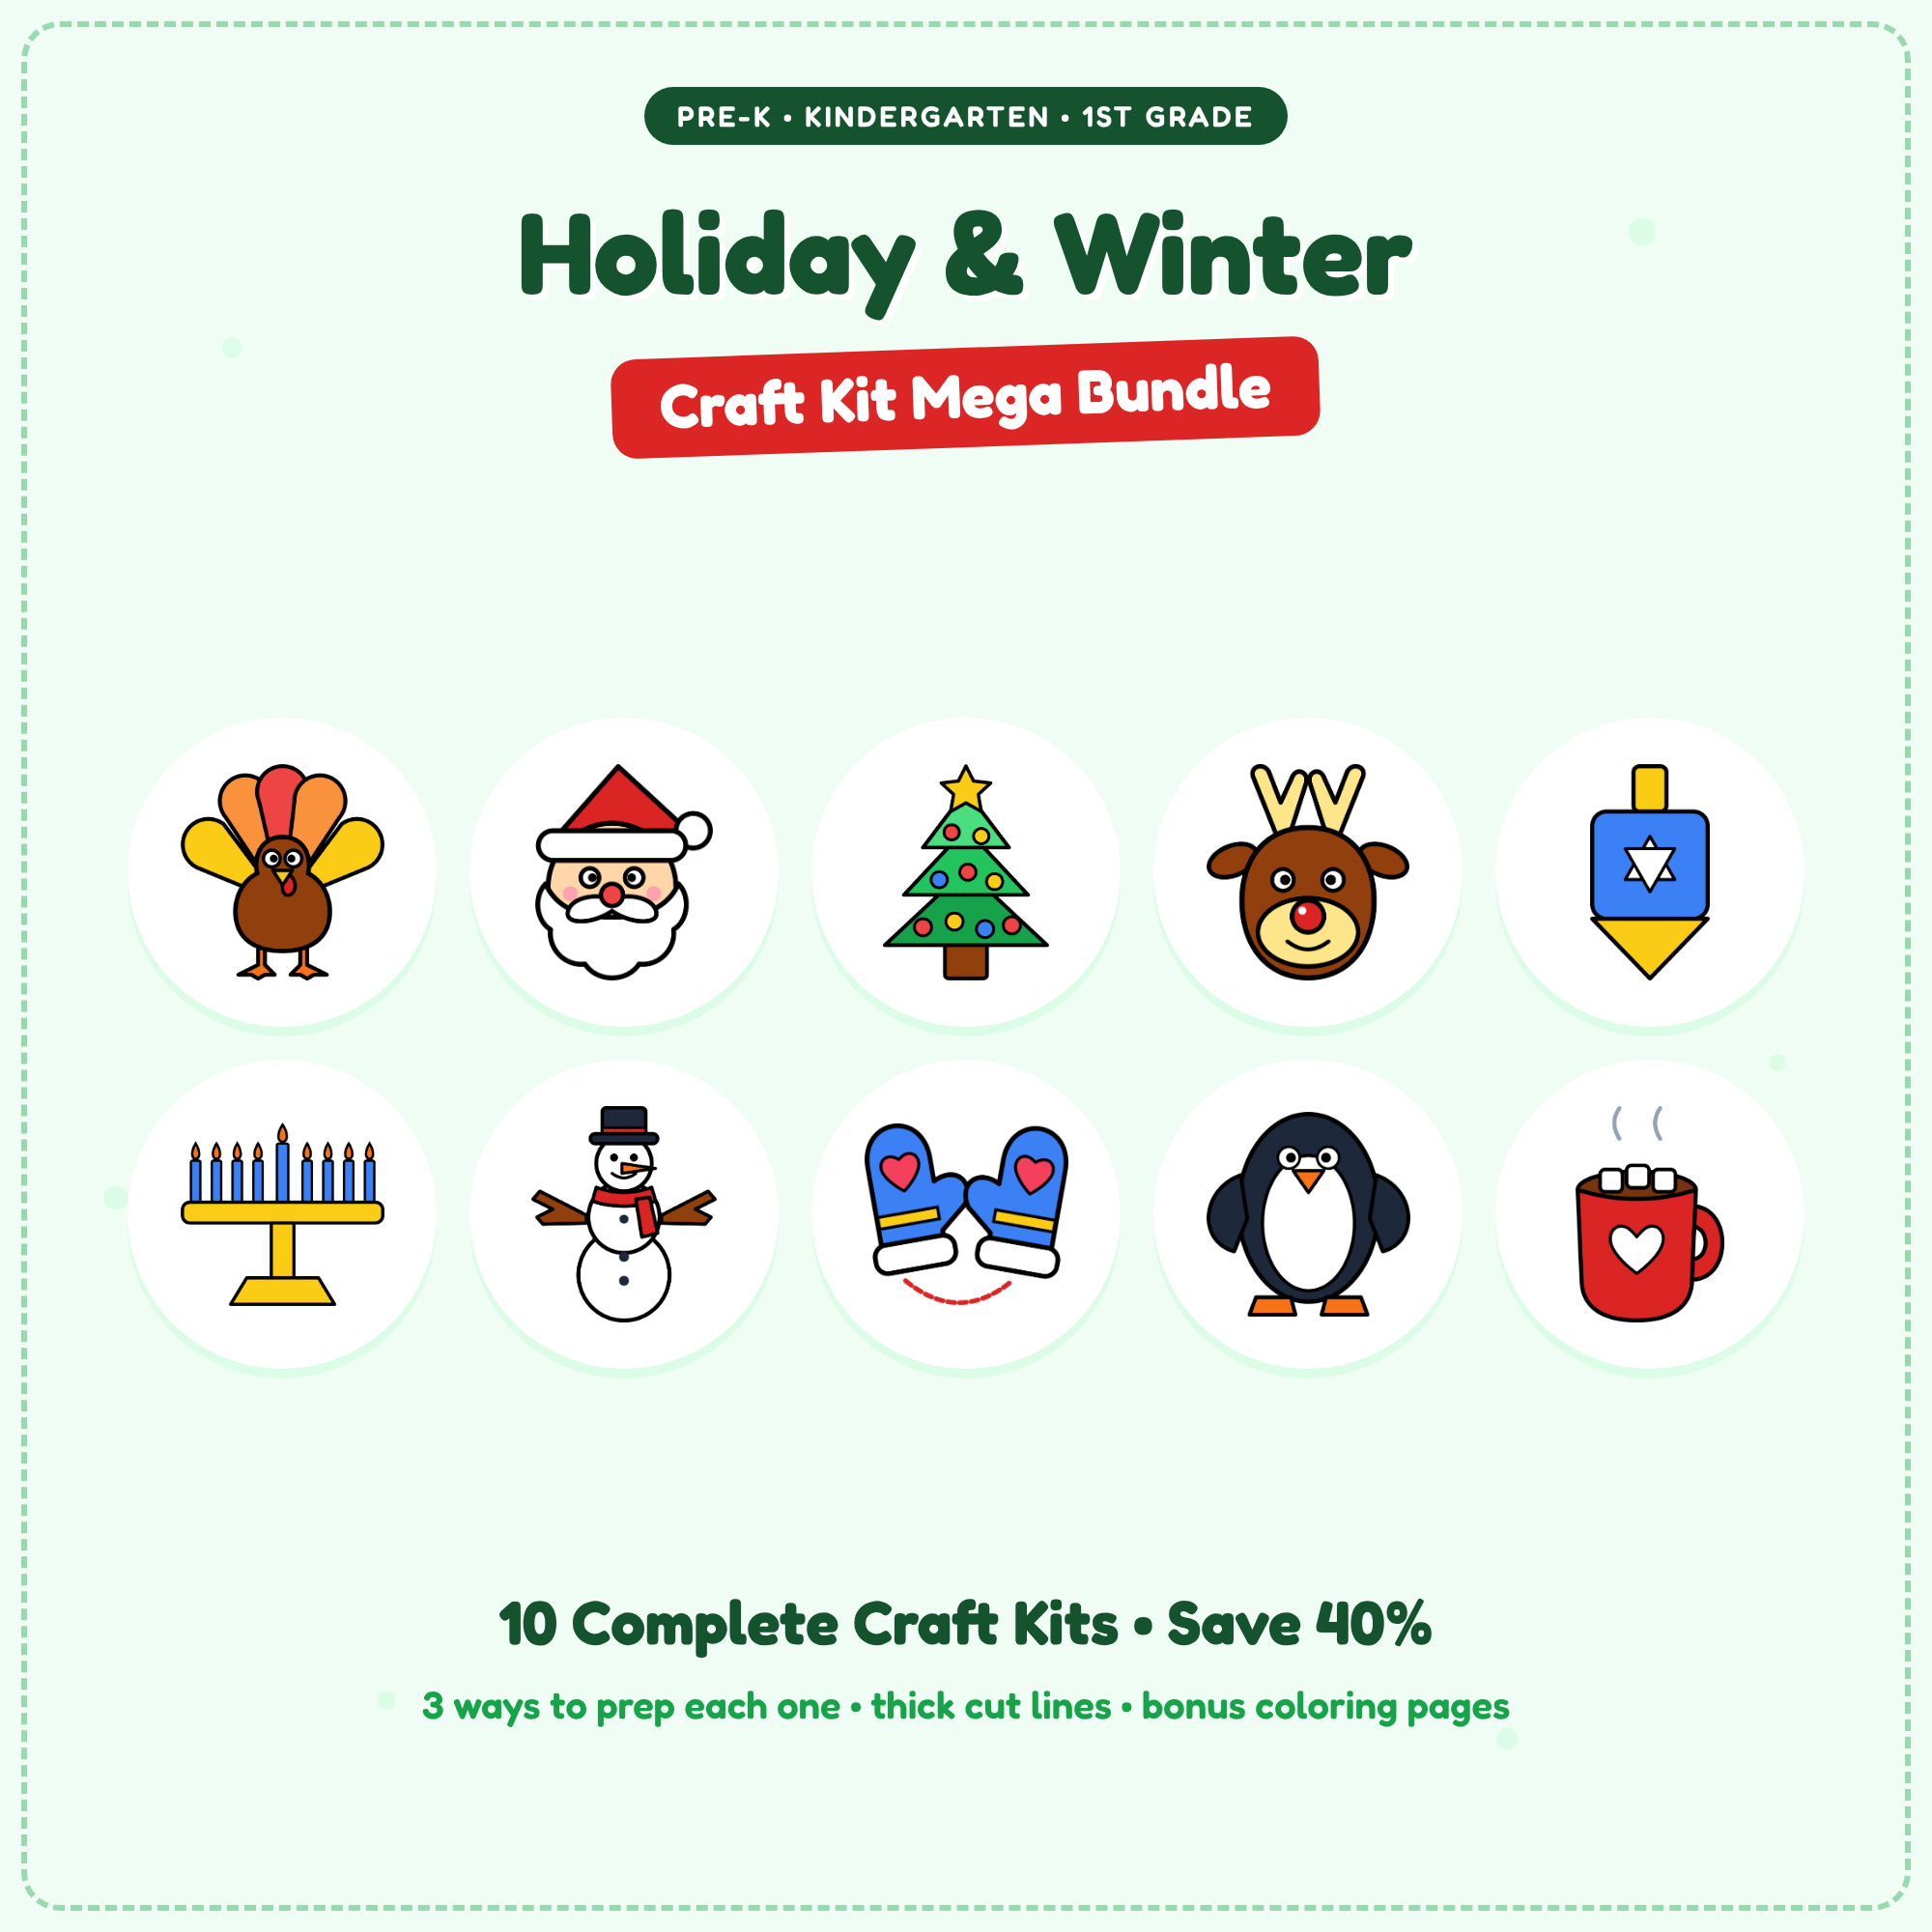 PRE-K • KINDERGARTEN • 1ST GRADE
Holiday & Winter
Craft Kit Mega Bundle
10 Complete Craft Kits • Save 40%
3 ways to prep each one • thick cut lines • bonus coloring pages